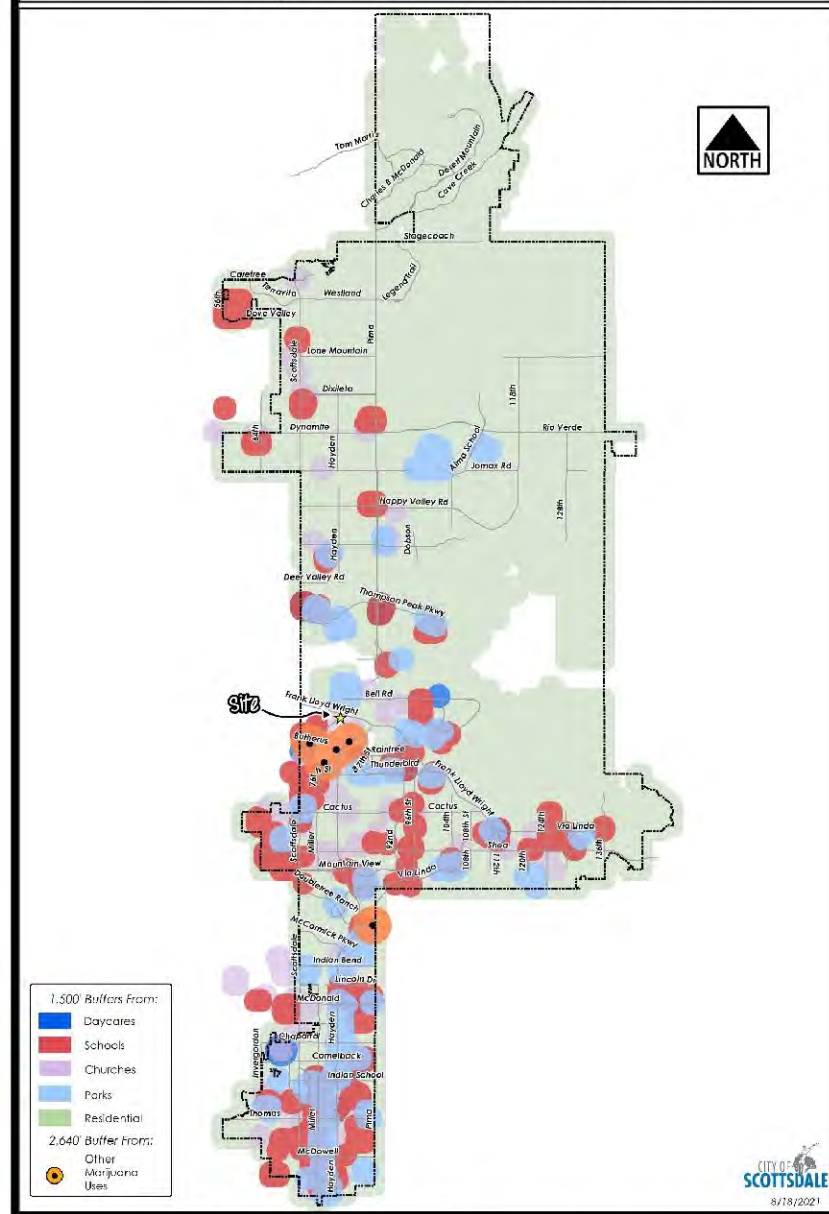 NORTH
Tom Morris
Charles B McDonald
Desert Mountain
Cave Creek
Stagecoach
Carefree
Terravita
Westland
Legend Trail
56th
Dove Valley
Pima
Scottsdale
Lone Mountain
Dixileta
118th
64th
Dynamite
Rio Verde
Hayden
Alma School
Jomax Rd
Happy Valley Rd
128th
Hayden
Dobson
Deer Valley Rd
Thompson Peak Pkwy
Bell Rd
Site
Frank Lloyd Wright
Butherus
Raintree
76th St
87th St
Thunderbird
Frank Lloyd Wright
Cactus
96th St
Cactus
104th
108th St
124th
Via Linda
Scottsdale
Miller
92nd
Shea
112th
136th
Mountain View
Via Linda
108th
120th
Doubletree Ranch
McCormick Pkwy
Scottsdale
Indian Bend
Lincoln Dr
McDonald
Hayden
Chaparral
Invergordon
Camelback
Indian School
Thomas
Miller
Pima
McDowell
Hayden
1,500' Buffers From:
Daycares
Schools
Churches
Parks
Residential
2,640' Buffer From:
Other
Marijuana
Uses
CITY OF
SCOTTSDALE
8/18/2021